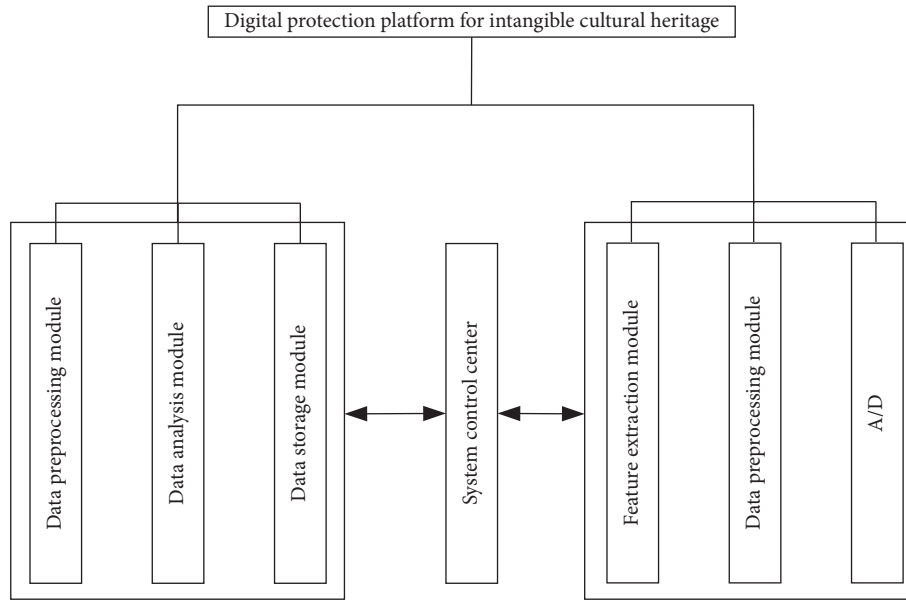 Digital protection platform for intangible cultural heritage
Data preprocessing module
Data analysis module
Data storage module
System control center
Feature extraction module
Data preprocessing module
A/D